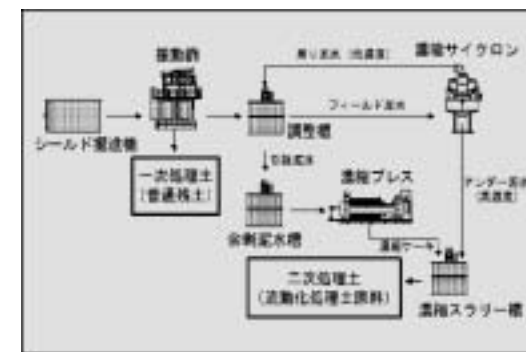 振動篩
戻り泥水（低濃度）
濃縮サイクロン
シールド掘進機
調整槽
フィールド泥水
一次処理土
（普通残土）
余剰泥水
濃縮プレス
アンダー泥水
（高濃度）
余剰泥水槽
濃縮ケーキ
二次処理土
（流動化処理土原料）
濃縮スラリー槽